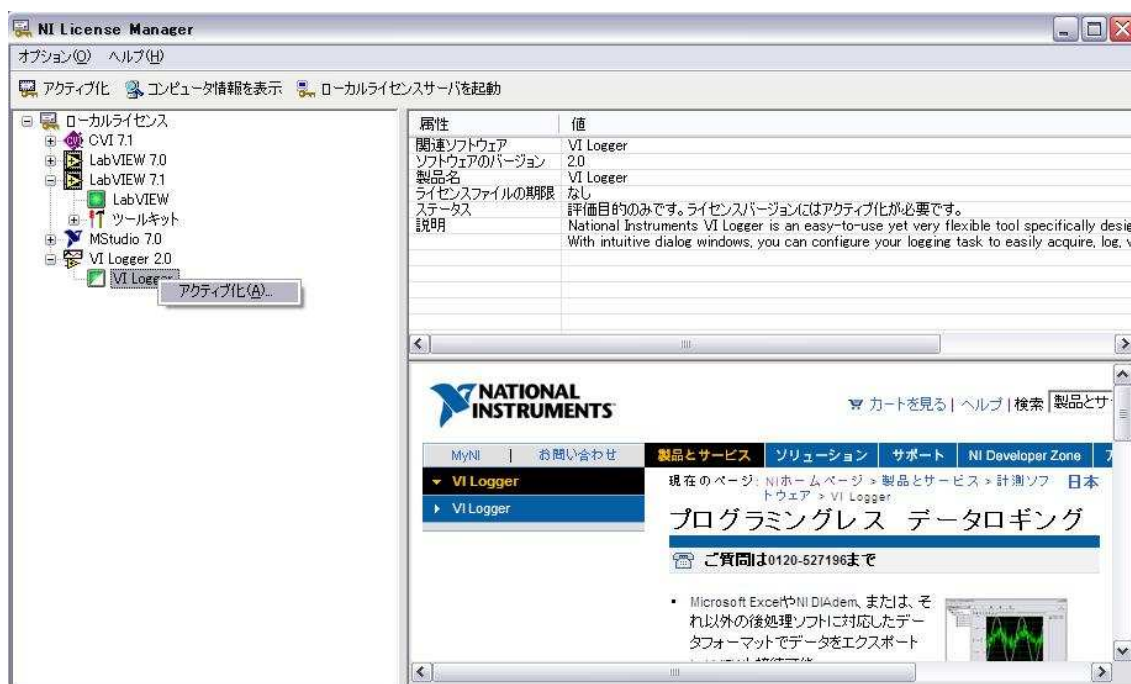 NI License Manager
オプション(O) ヘルプ(H)
アクティブ化 コンピュータ情報を表示 ローカルライセンスサーバを起動
ローカルライセンス
CVI 7.1
LabVIEW 7.0
LabVIEW 7.1
LabVIEW
ツールキット
MStudio 7.0
VI Logger 2.0
VI Logger
アクティブ化(A)...
属性 値
関連ソフトウェア VI Logger
ソフトウェアのバージョン 2.0
製品名 VI Logger
ライセンスファイルの期限 なし
ステータス 評価目的のみです。ライセンスバージョンにはアクティブ化が必要です。
説明 National Instruments VI Logger is an easy-to-use yet very flexible tool specifically
With intuitive dialog windows, you can configure your logging task to easily acquire, log,
NATIONAL
INSTRUMENTS
カートを見る | ヘルプ | 検索 製品とサ
MyNI | お問い合わせ 製品とサービス ソリューション サポート NI Developer Zone
VI Logger
VI Logger
現在のページ: NIホームページ > 製品とサービス > 計測ソフ 日本
トウェア > VI Logger
プログラミングレス データロギング
ご質問は0120-527196まで
Microsoft ExcelやNI DIAdem、または、そ
れ以外の後処理ソフトに対応したデー
タフォーマットでデータをエクスポート